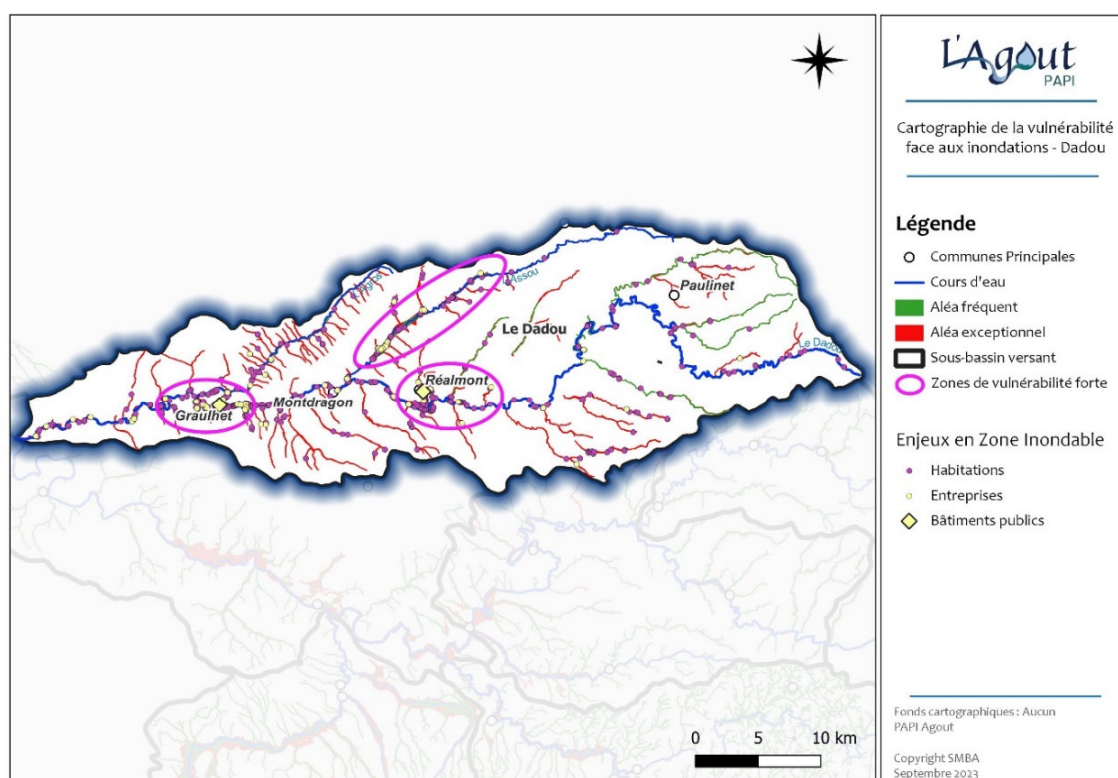 L'Agout
PAPI
Cartographie de la vulnérabilité
face aux inondations - Dadou
Légende
Communes Principales
Cours d'eau
Aléa fréquent
Aléa exceptionnel
Sous-bassin versant
Zones de vulnérabilité forte
Enjeux en Zone Inondable
Habitations
Entreprises
Bâtiments publics
Fonds cartographiques : Aucun
PAPI Agout
Copyright SMBA
Septembre 2023
L'Assou
Paulinet
Le Dadou
Le Dadou
Réalmont
Montdragon
Graulhet
0 5 10 km